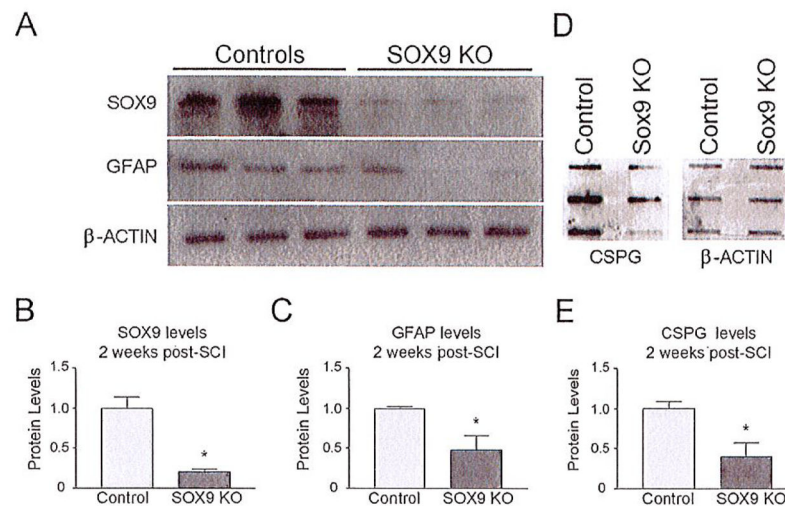 A
Controls SOX9 KO
SOX9
GFAP
β-ACTIN
D
Control Sox9 KO Control Sox9 KO
CSPG β-ACTIN
B
SOX9 levels
2 weeks post-SCI
Protein Levels
1.5
1.0
0.5
0
*
Control SOX9 KO
C
GFAP levels
2 weeks post-SCI
Protein Levels
1.5
1.0
0.5
0
*
Control SOX9 KO
E
CSPG levels
2 weeks post-SCI
Protein Levels
1.5
1.0
0.5
0
*
Control SOX9 KO